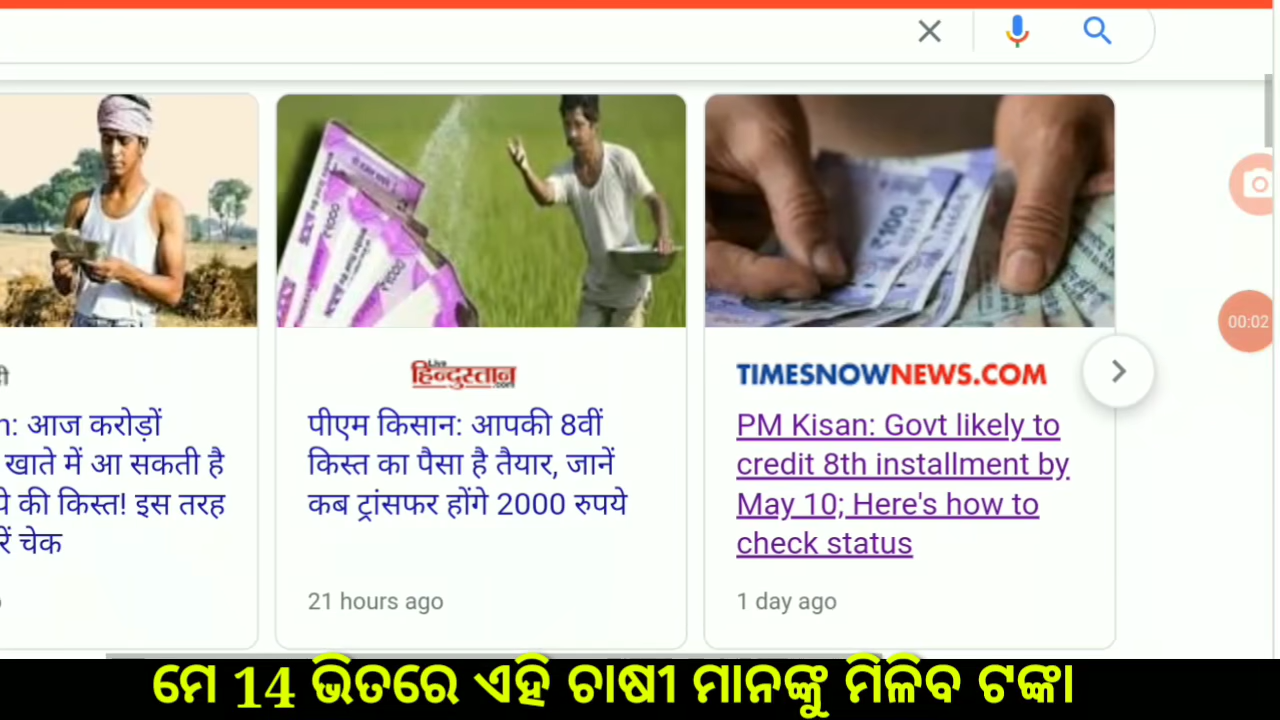 00:02
Live
हिन्दुस्तान
.com
TIMESNOWNEWS.COM
n: आज करोड़ों
खाते में आ सकती है
पे की किस्त! इस तरह
रें चेक
पीएम किसान: आपकी 8वीं
किस्त का पैसा है तैयार, जानें
कब ट्रांसफर होंगे 2000 रुपये
21 hours ago
PM Kisan: Govt likely to
credit 8th installment by
May 10; Here's how to
check status
1 day ago
ମେ 14 ଭିତରେ ଏହି ଚାଷୀ ମାନଙ୍କୁ ମିଳିବ ଟଙ୍କା